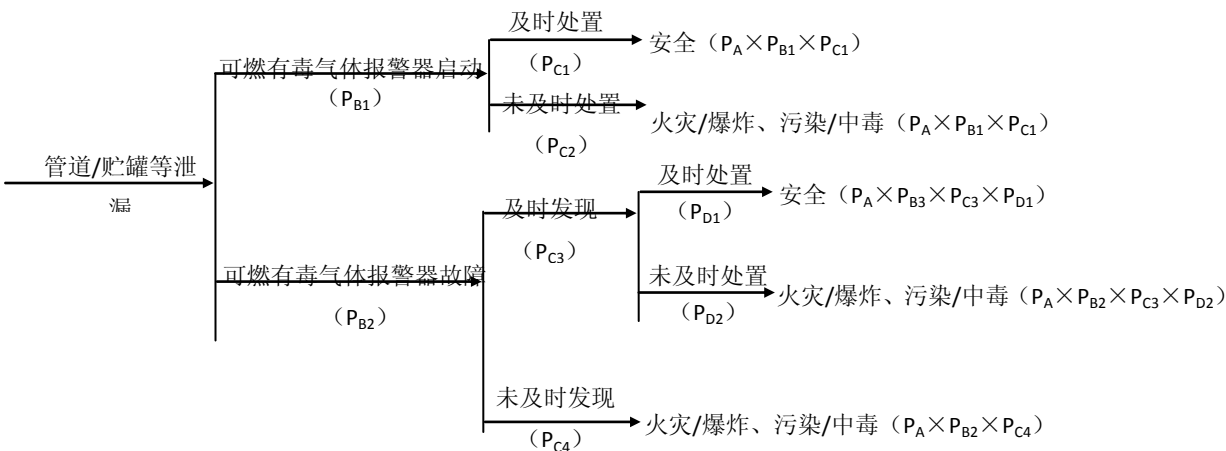 及时处置
安全（PA×PB1×PC1）
（PC1）
可燃有毒气体报警器启动
（PB1）
未及时处置
火灾/爆炸、污染/中毒（PA×PB1×PC1）
（PC2）
管道/贮罐等泄
漏
及时处置
安全（PA×PB3×PC3×PD1）
（PD1）
及时发现
（PC3）
可燃有毒气体报警器故障
（PB2）
未及时处置
火灾/爆炸、污染/中毒（PA×PB2×PC3×PD2）
（PD2）
未及时发现
火灾/爆炸、污染/中毒（PA×PB2×PC4）
（PC4）